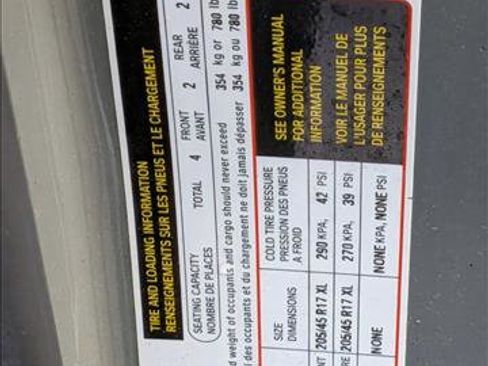 TIRE AND LOADING INFORMATION
RENSEIGNEMENTS SUR LES PNEUS ET LE CHARGEMENT
SEATING CAPACITY
NOMBRE DE PLACES
TOTAL 4
FRONT
AVANT
2
REAR
ARRIÈRE
2
d weight of occupants and cargo should never exceed 354 kg or 780 lb
l des occupants et du chargement ne doit jamais dépasser 354 kg ou 780 lb
SIZE
DIMENSIONS
COLD TIRE PRESSURE
PRESSION DES PNEUS
A FROID
NT 205/45 R17 XL 290 KPA, 42 PSI
RE 205/45 R17 XL 270 KPA, 39 PSI
NONE NONE KPA, NONE PSI
SEE OWNER'S MANUAL
FOR ADDITIONAL
INFORMATION
VOIR LE MANUEL DE
L'USAGER POUR PLUS
DE RENSEIGNEMENTS